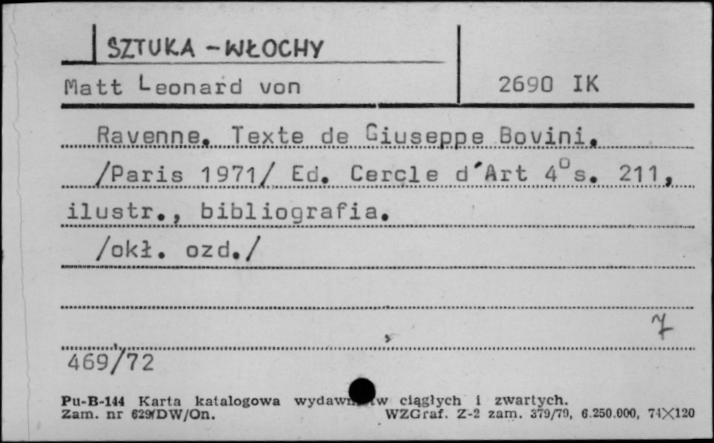 SZTUKA - WŁOCHY
Matt Leonard von 2690 IK
Ravenne. Texte de Giuseppe Bovini.
/Paris 1971/ Ed. Cercle d'Art 4° s. 211,
ilustr., bibliografia.
/okł. ozd./
7
469/72
Pu-B-144 Karta katalogowa ciągłych i zwartych.
Zam. nr 629/DW/On. WZGraf. Z-2 zam. 379/79, 6.250.000, 74×120